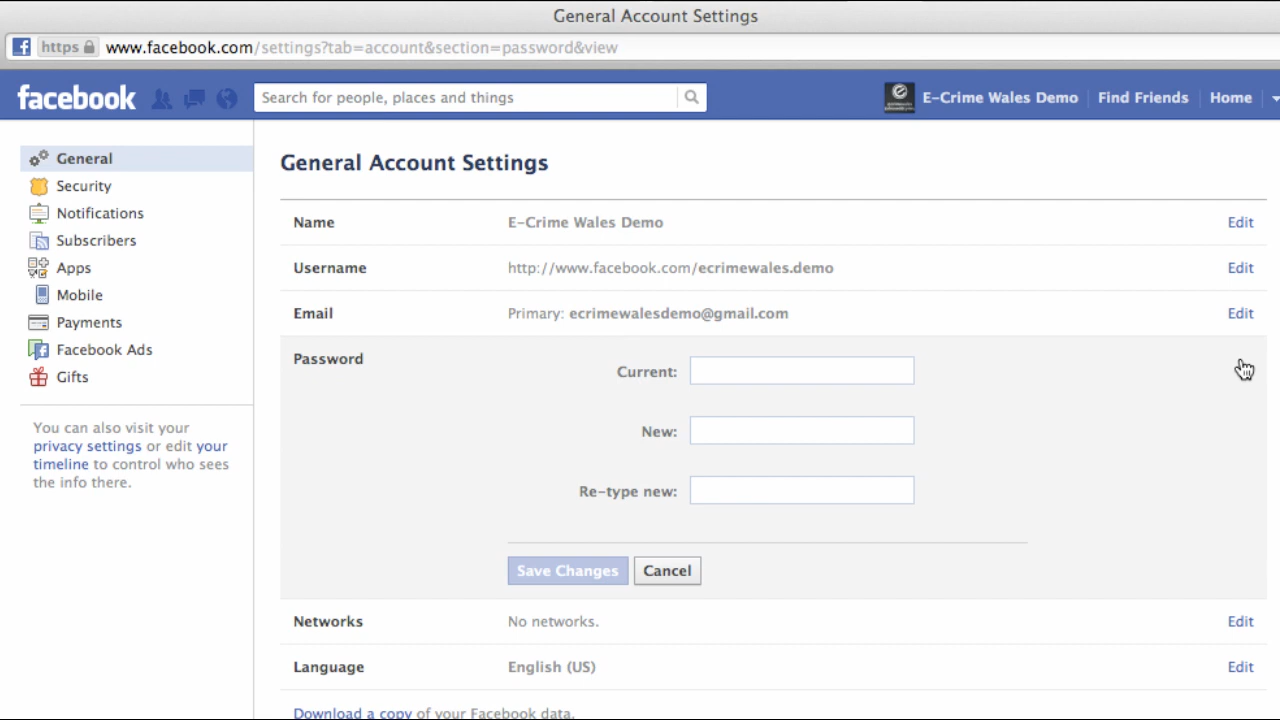 General Account Settings
https www.facebook.com/settings?tab=account&section=password&view
facebook Search for people, places and things E-Crime Wales Demo Find Friends Home
General
Security
Notifications
Subscribers
Apps
Mobile
Payments
Facebook Ads
Gifts
You can also visit your
privacy settings or edit your
timeline to control who sees
the info there.
General Account Settings
Name E-Crime Wales Demo Edit
Username http://www.facebook.com/ecrimewales.demo Edit
Email Primary: ecrimewalesdemo@gmail.com Edit
Password
Current:
New:
Re-type new:
Save Changes Cancel
Networks No networks. Edit
Language English (US) Edit
Download a copy of your Facebook data.